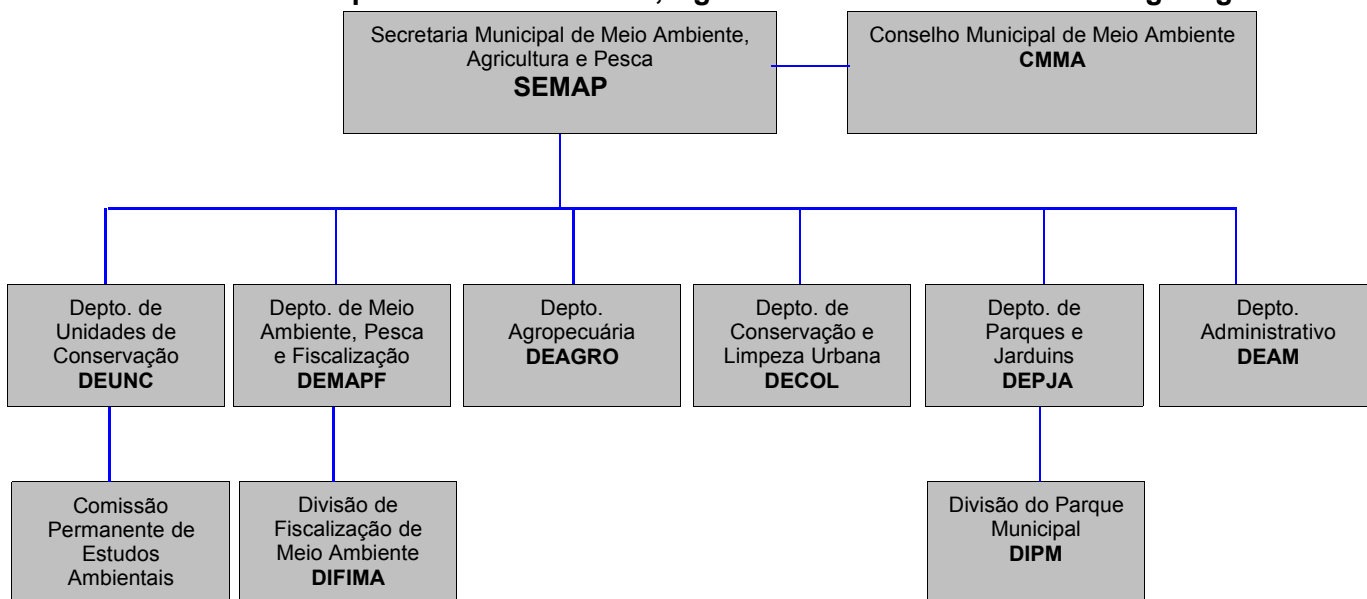 Secretaria Municipal de Meio Ambiente,
Agricultura e Pesca
SEMAP
Conselho Municipal de Meio Ambiente
CMMA
Depto. de
Unidades de
Conservação
DEUNC
Depto. de Meio
Ambiente, Pesca
e Fiscalização
DEMAPF
Depto.
Agropecuária
DEAGRO
Depto. de
Conservação e
Limpeza Urbana
DECOL
Depto. de
Parques e
Jarduins
DEPJA
Depto.
Administrativo
DEAM
Comissão
Permanente de
Estudos
Ambientais
Divisão de
Fiscalização de
Meio Ambiente
DIFIMA
Divisão do Parque
Municipal
DIPM